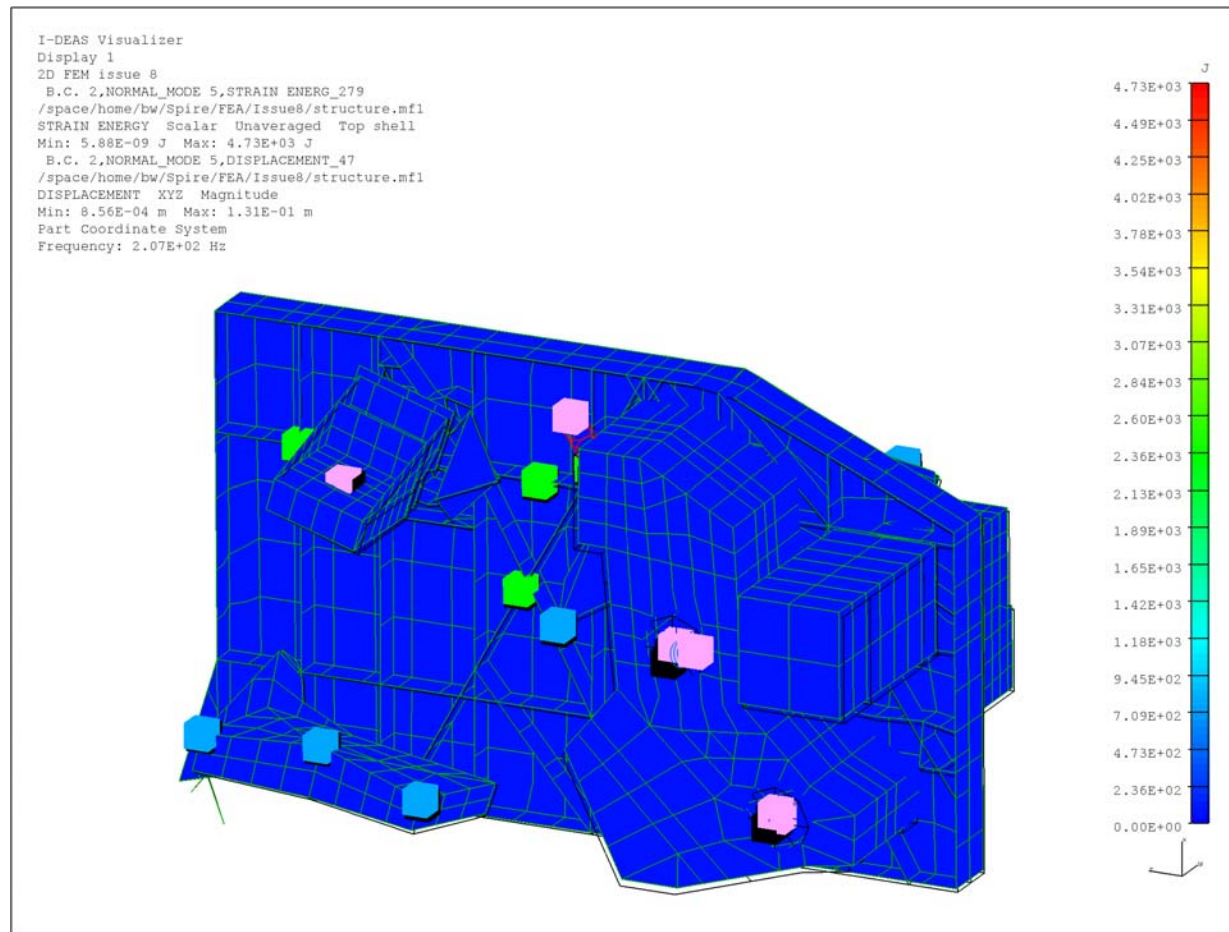 I-DEAS Visualizer
Display 1
2D FEM issue 8
B.C. 2,NORMAL_MODE 5,STRAIN ENERG_279
/space/home/bw/Spire/FEA/Issue8/structure.mf1
STRAIN ENERGY Scalar Unaveraged Top shell
Min: 5.88E-09 J Max: 4.73E+03 J
B.C. 2,NORMAL_MODE 5,DISPLACEMENT_47
/space/home/bw/Spire/FEA/Issue8/structure.mf1
DISPLACEMENT XYZ Magnitude
Min: 8.56E-04 m Max: 1.31E-01 m
Part Coordinate System
Frequency: 2.07E+02 Hz
J
4.73E+03
4.49E+03
4.25E+03
4.02E+03
3.78E+03
3.54E+03
3.31E+03
3.07E+03
2.84E+03
2.60E+03
2.36E+03
2.13E+03
1.89E+03
1.65E+03
1.42E+03
1.18E+03
9.45E+02
7.09E+02
4.73E+02
2.36E+02
0.00E+00